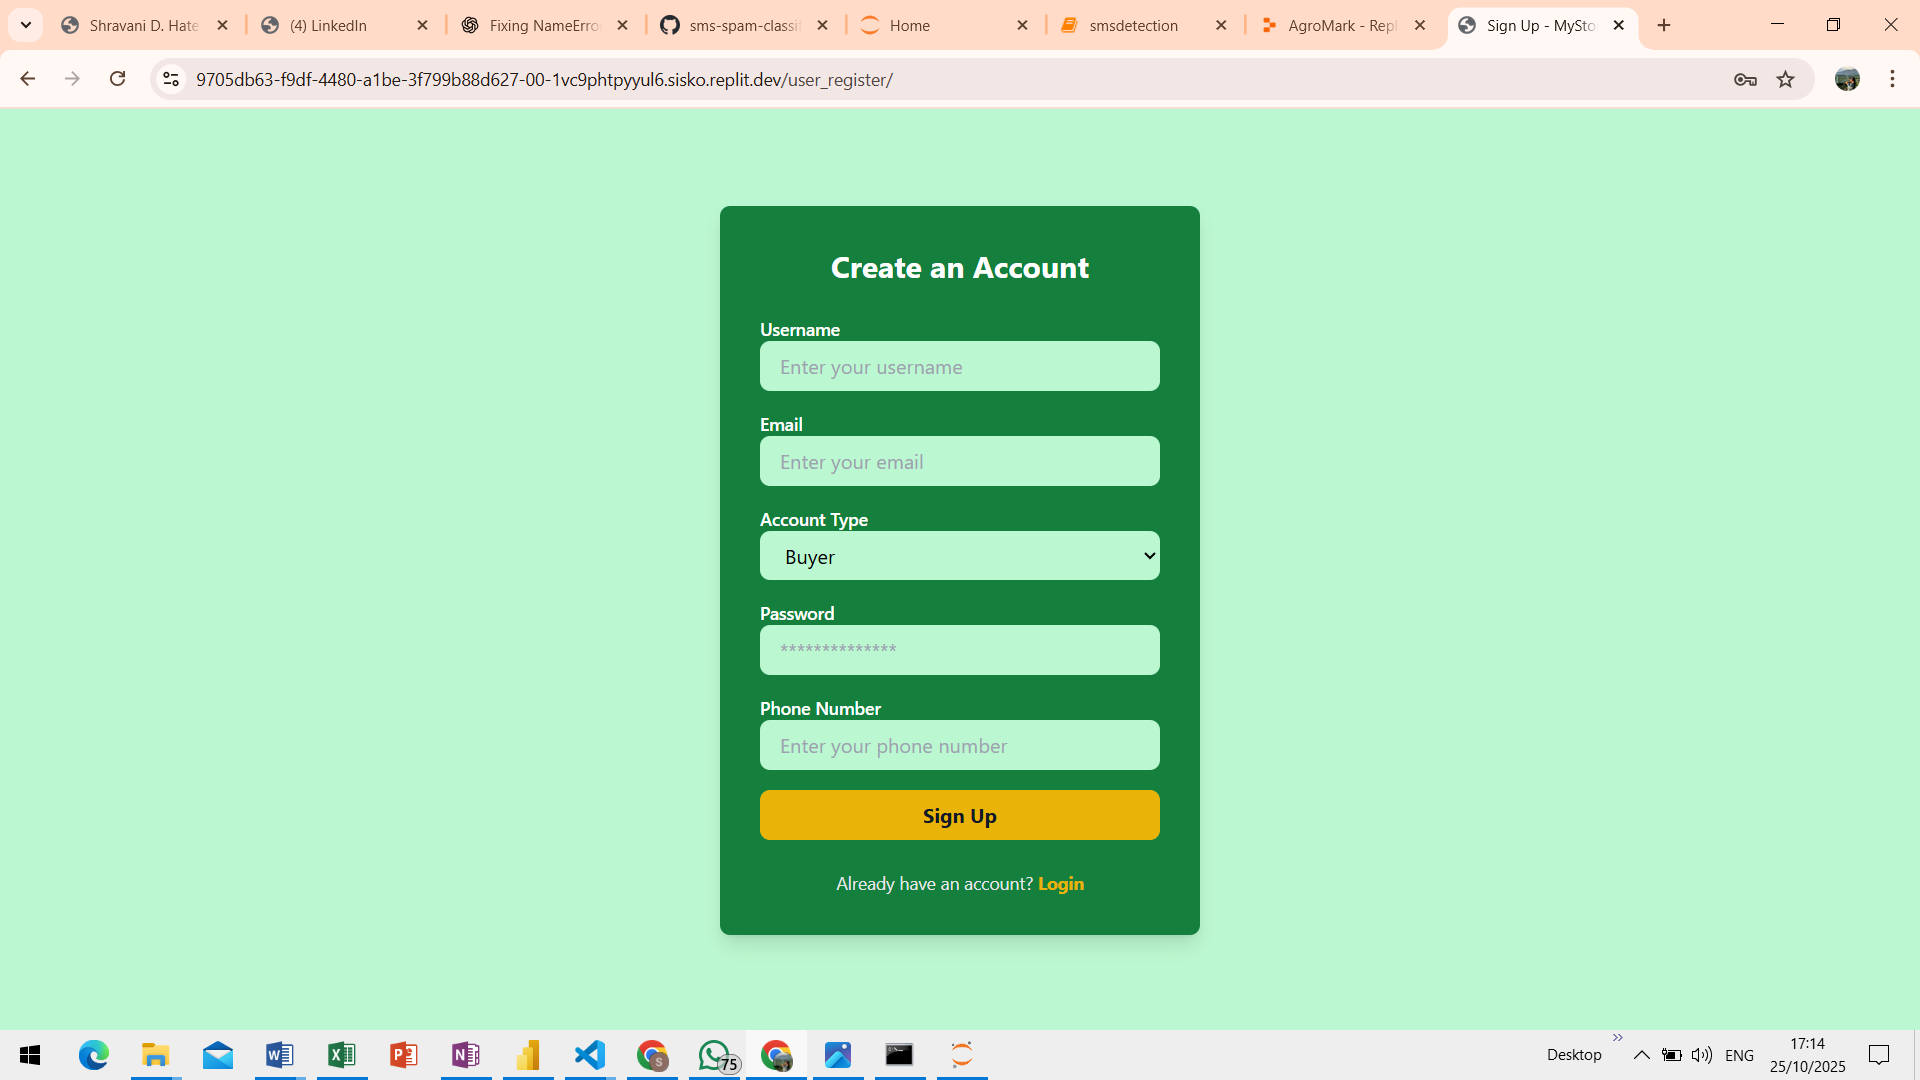 Shravani D. Hate
(4) LinkedIn
Fixing NameErro
sms-spam-classif
Home
smsdetection
AgroMark - Repl
Sign Up - MySto
9705db63-f9df-4480-a1be-3f799b88d627-00-1vc9phtpyyul6.sisko.replit.dev/user_register/
Create an Account
Username
Enter your username
Email
Enter your email
Account Type
Buyer
Password
**************
Phone Number
Enter your phone number
Sign Up
Already have an account? Login
S
75
Desktop
ENG
17:14
25/10/2025